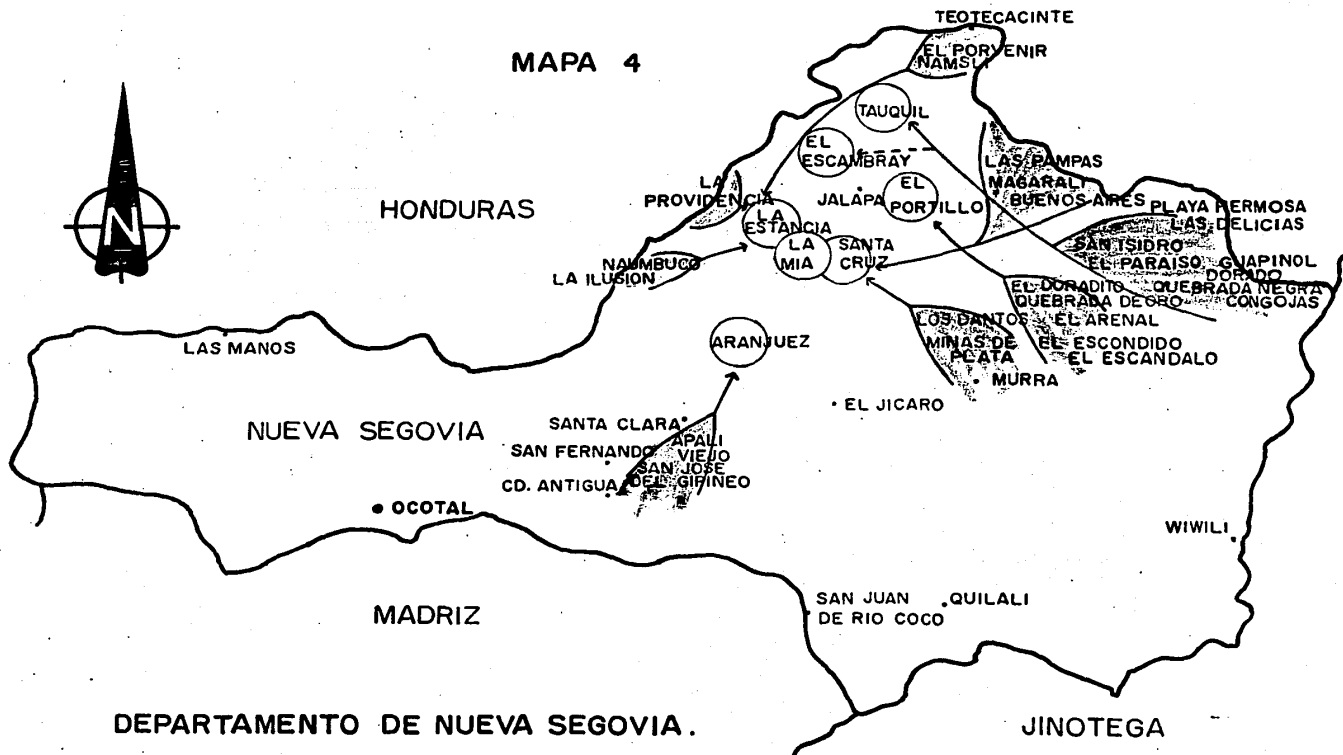 TEOTECACINTE
MAPA 4
EL PORVENIR
NAMSLI
TAUQUIL
EL
ESCAMBRAY
LAS PAMPAS
MAGARALI
BUENOS AIRES
LA
PROVIDENCIA
JALAPA
EL
PORTILLO
PLAYA HERMOSA
LAS DELICIAS
HONDURAS
N
LA
ESTANCIA
LA
MIA
SANTA
CRUZ
SAN ISIDRO
EL PARAISO
GUAPINOL
DORADO
NAUMBUCO
LA ILUSION
EL DORADITO
QUEBRADA NEGRA
QUEBRADA DE ORO
CONGOJAS
LOS DANTOS
EL ARENAL
LAS MANOS
ARANJUEZ
MINAS DE
PLATA
EL ESCONDIDO
EL ESCANDALO
MURRA
EL JICARO
SANTA CLARA
NUEVA SEGOVIA
APALI
VIEJO
SAN FERNANDO
SAN JOSE
DEL GIPINEO
CD. ANTIGUA
OCOTAL
WIWILI
SAN JUAN
DE RIO COCO
QUILALI
MADRIZ
DEPARTAMENTO DE NUEVA SEGOVIA.
JINOTEGA